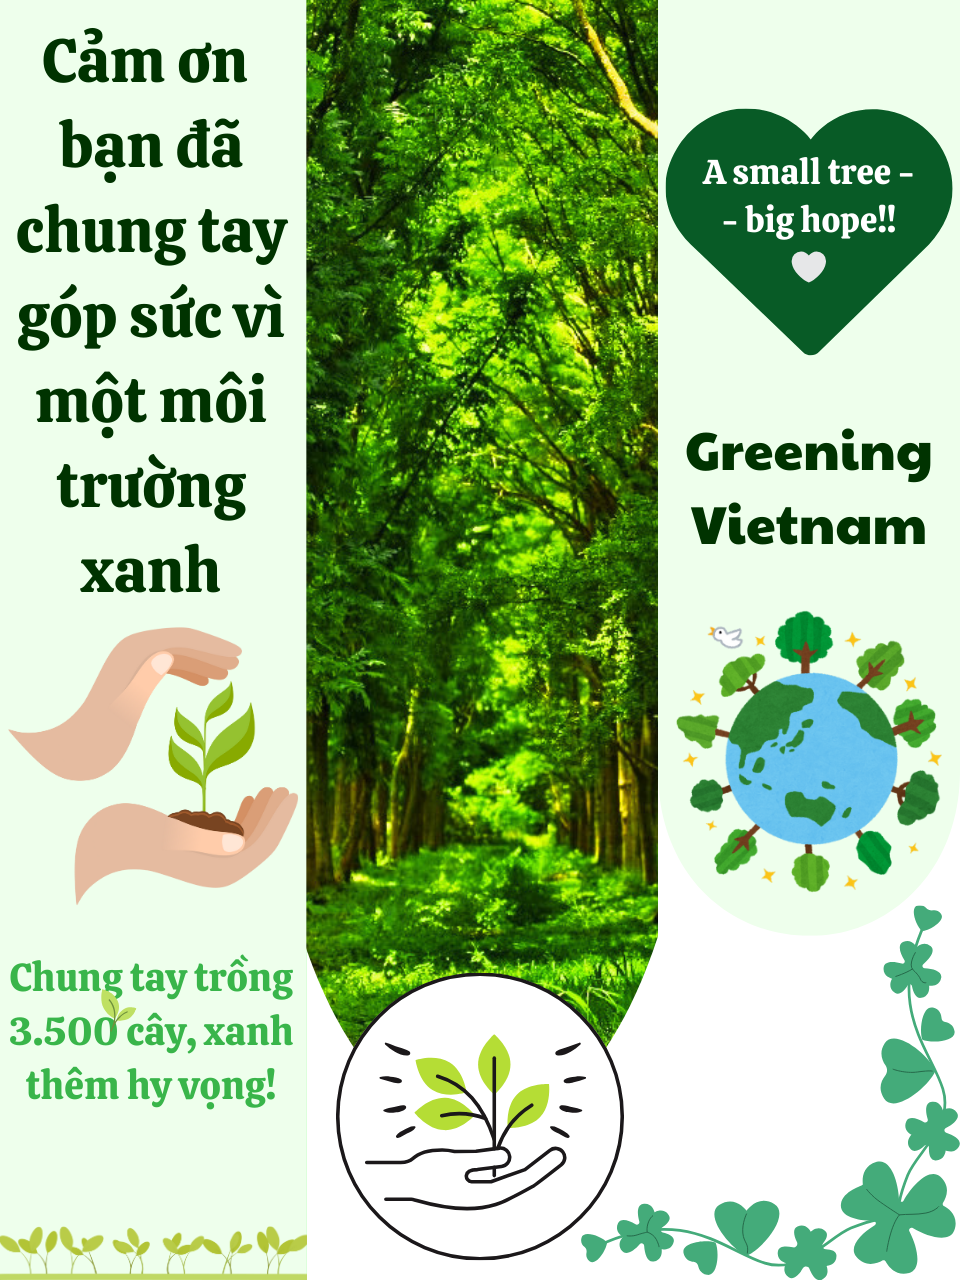 Cảm ơn
bạn đã
chung tay
góp sức vì
một môi
trường
xanh
Chung tay trồng
3.500 cây, xanh
thêm hy vọng!
A small tree -
- big hope!!
Greening
Vietnam